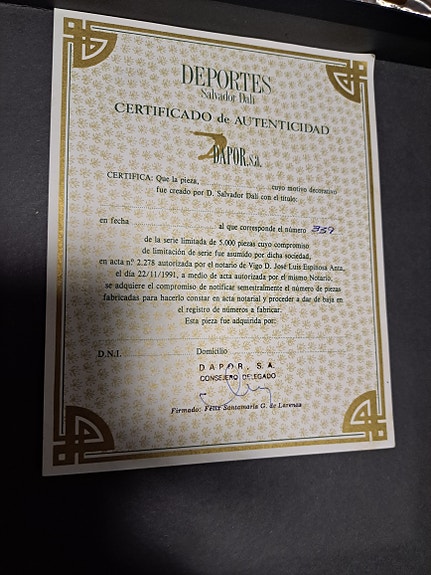 DEPORTES
Salvador Dalí
CERTIFICADO de AUTENTICIDAD
DAPOR,s.a.
CERTIFICA: Que la pieza, cuyo motivo decorativo
fue creado por D. Salvador Dalí con el título:
en fecha al que corresponde el número 359
de la serie limitada de 5.000 piezas cuyo compromiso
de limitación de serie fue asumido por dicha sociedad,
en acta n.º 2.278 autorizada por el notario de Vigo D. José Luis Espinosa Anta,
el día 22/11/1991, a medio de acta autorizada por el mismo Notario,
se adquiere el compromiso de notificar semestralmente el número de piezas
fabricadas para hacerlo constar en acta notarial y proceder a dar de baja en
el registro de números a fabricar.
Esta pieza fue adquirida por:
D.N.I. Domicilio
DAPOR, S.A.
CONSEJERO DELEGADO
Firmado: Félix Santamaría G. de Larensa